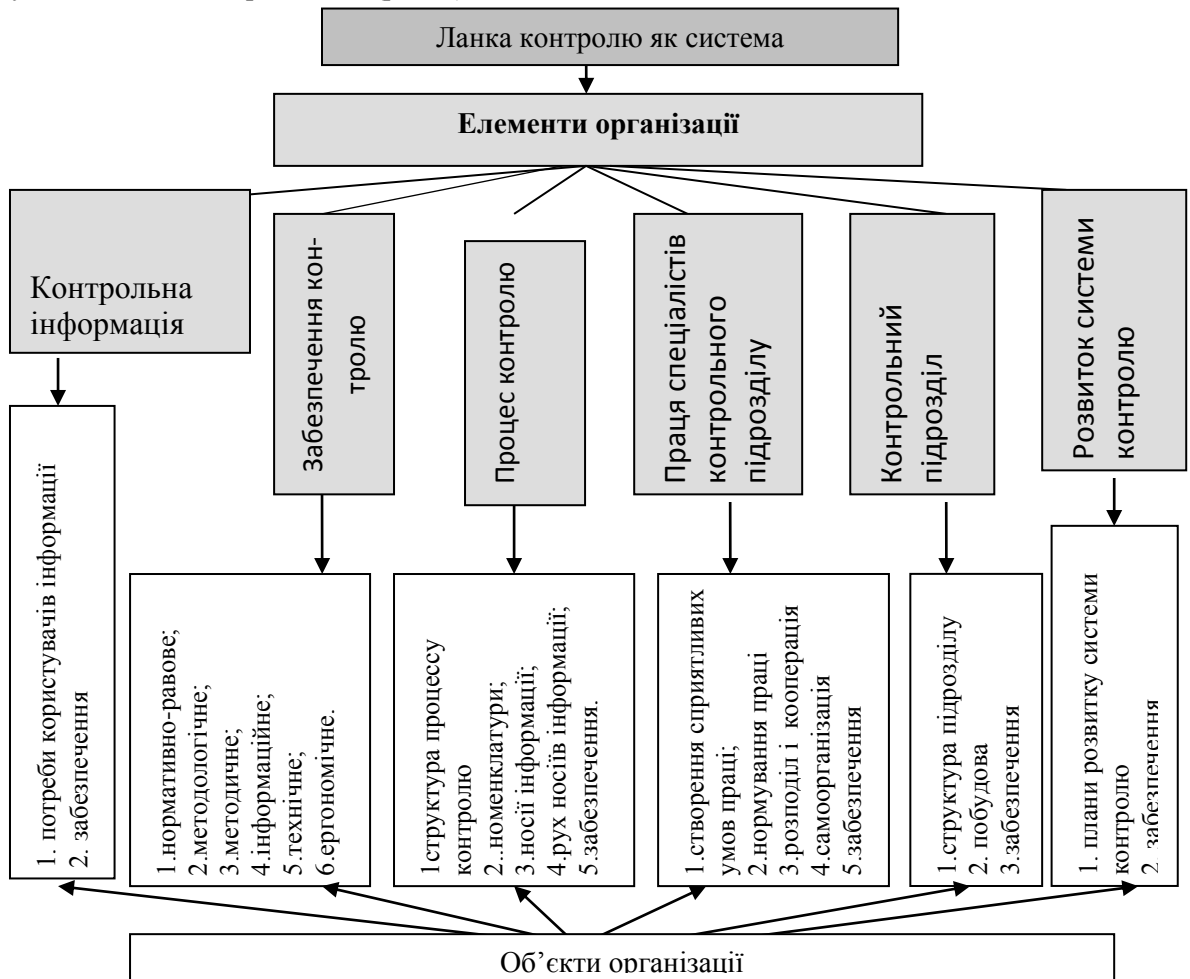 Ланка контролю як система
Елементи організації
Контрольна
інформація
Забезпечення кон-
тролю
Процес контролю
Праця спеціалістів
контрольного
підрозділу
Контрольний
підрозділ
Розвиток системи
контролю
1. потреби користувачів інформації
2. забезпечення
1.нормативно-равове;
2.методологічне;
3.методичне;
4.інформаційне;
5.технічне;
6.ергономічне.
1структура процессу
контролю
2..номенклатури;
3.носії інформації;
4.рух носіїв інформації;
5.забезпечення.
1.створення сприятливих
умов праці;
2.нормування праці
3.розподіл і кооперація
4.самоорганізація
5.забезпечення
1.структура підрозділу
2. побудова
3.забезпечення
1. плани розвитку системи
контролю
2. забезпечення
Об’єкти організації